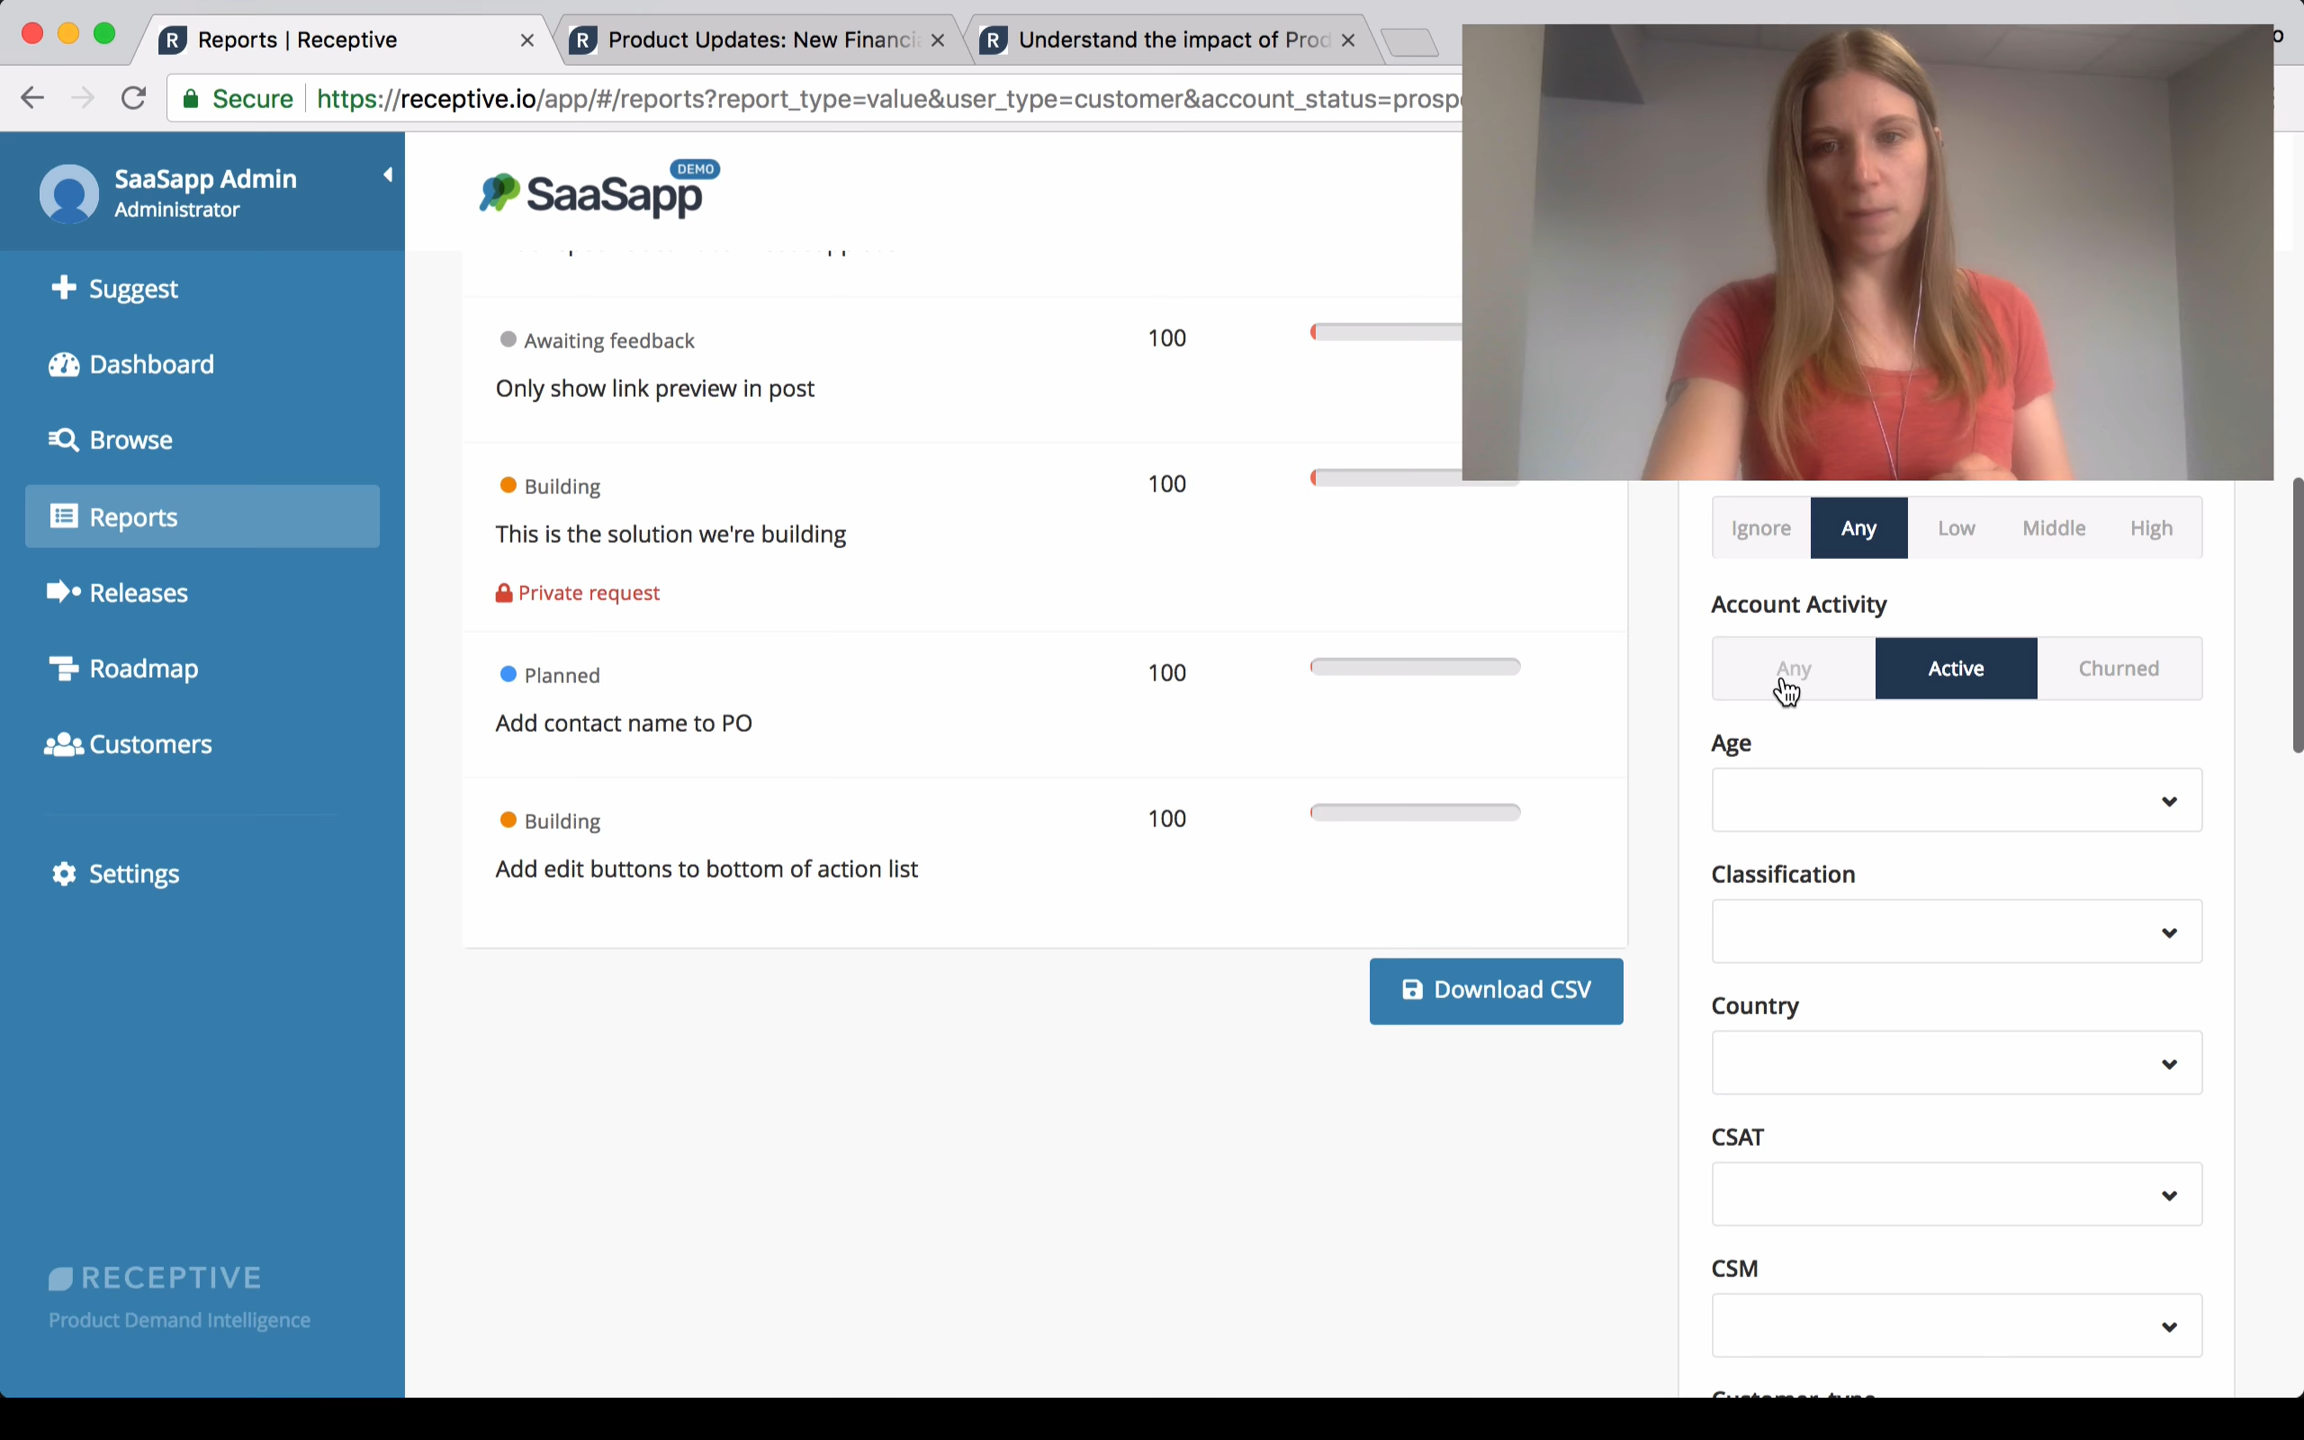 R Reports | Receptive
R Product Updates: New Financi
R Understand the impact of Prod
Secure https://receptive.io/app/#/reports?report_type=value&user_type=customer&account_status=prospe
SaaSapp Admin
Administrator
Suggest
Dashboard
Browse
Reports
Releases
Roadmap
Customers
Settings
RECEPTIVE
Product Demand Intelligence
SaaSapp DEMO
Awaiting feedback 100
Only show link preview in post
Building 100
This is the solution we're building
Private request
Planned 100
Add contact name to PO
Building 100
Add edit buttons to bottom of action list
Download CSV
Ignore Any Low Middle High
Account Activity
Any Active Churned
Age
Classification
Country
CSAT
CSM